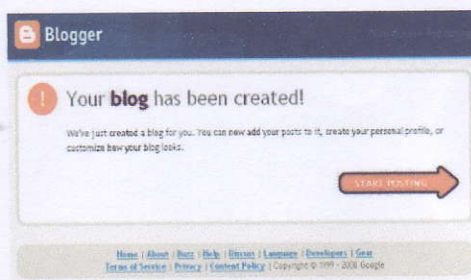 Blogger
Your blog has been created!
We've just created a blog for you. You can now add your posts to it, create your personal profile, or
customize how your blog looks.
START POSTING
Home | About | Buzz | Help | Discuss | Language | Developers | Gear
Terms of Service | Privacy | Content Policy | Copyright © 1999 - 2008 Google